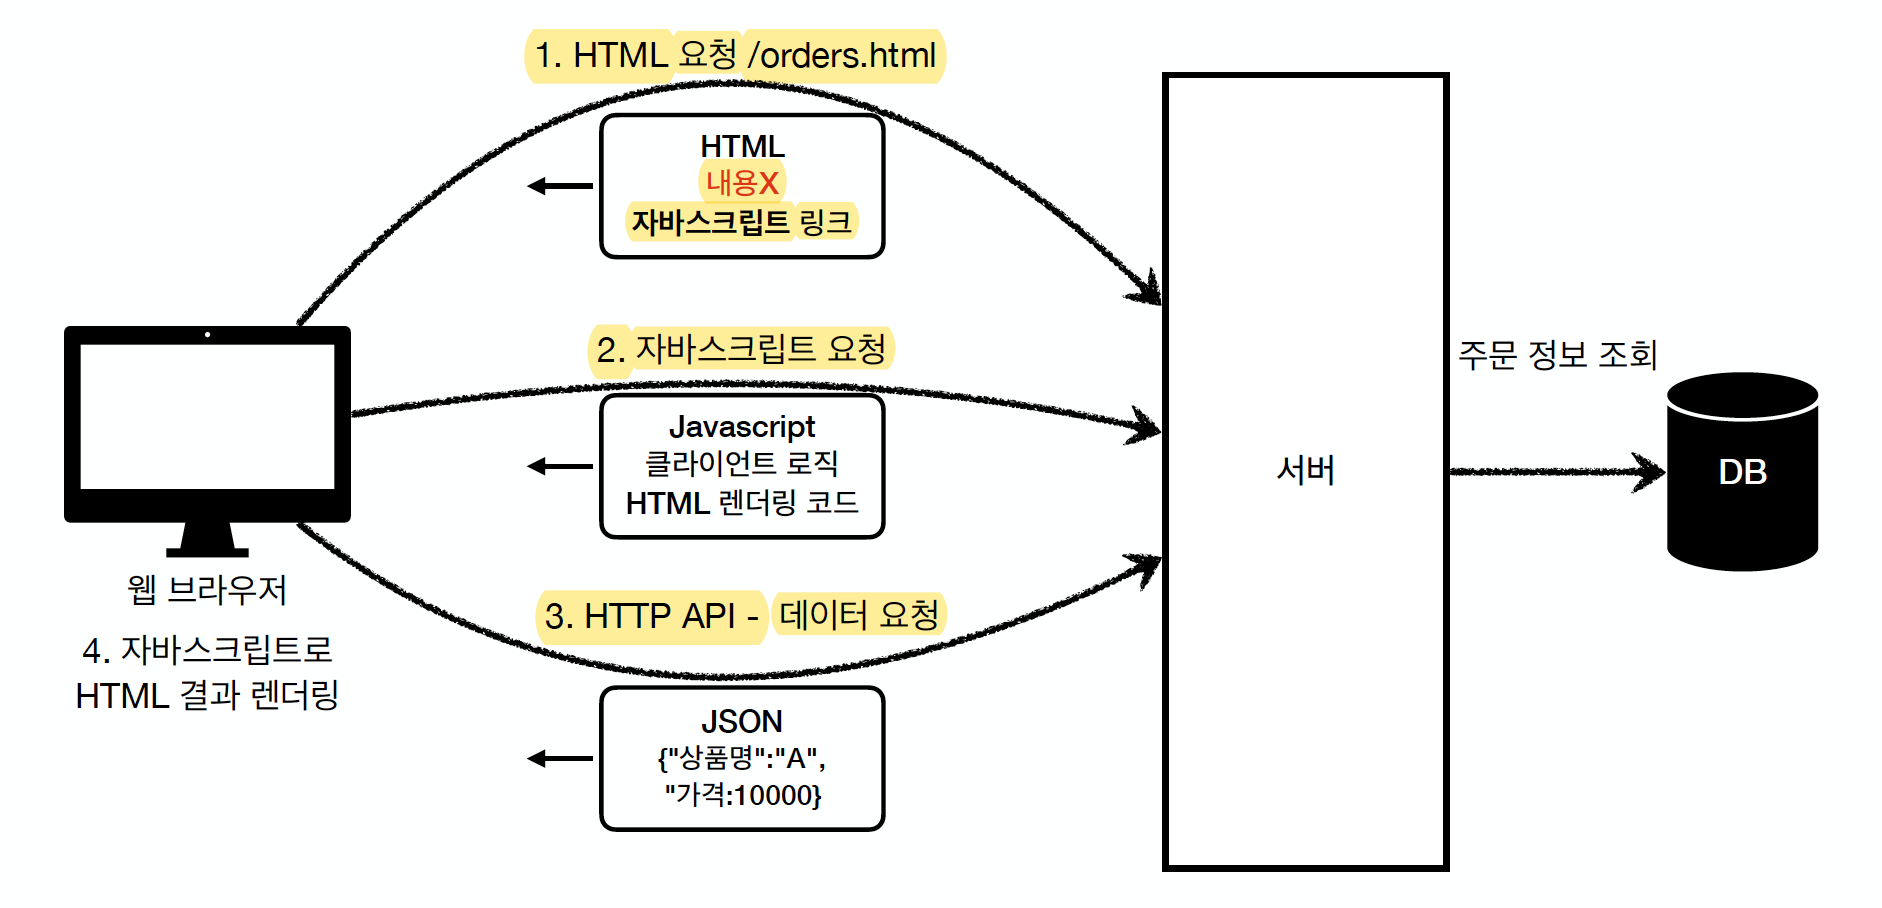 1. HTML 요청 /orders.html
HTML
내용X
자바스크립트 링크
2. 자바스크립트 요청
Javascript
클라이언트 로직
HTML 렌더링 코드
3. HTTP API - 데이터 요청
JSON
{"상품명":"A",
"가격:10000}
웹 브라우저
4. 자바스크립트로
HTML 결과 렌더링
서버
주문 정보 조회
DB